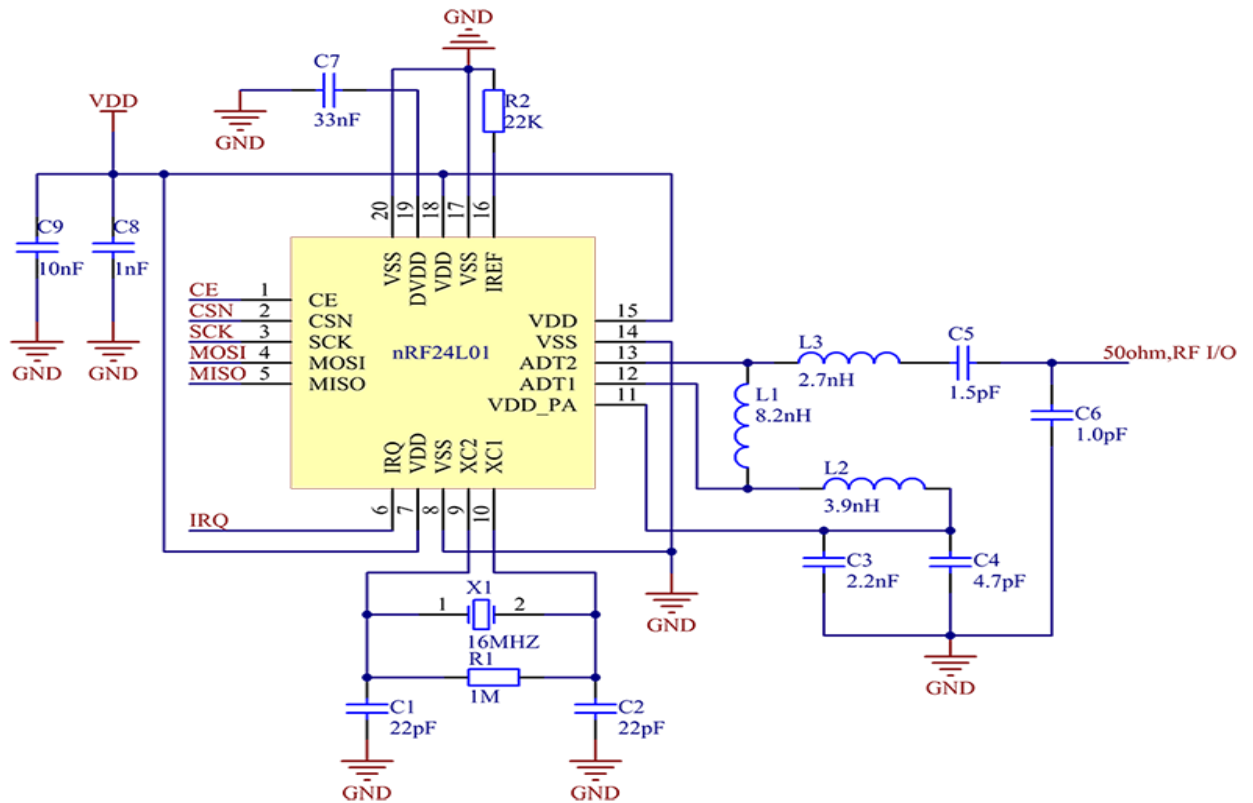 GND
C7
33nF
GND
R2
22K
VDD
C9
10nF
GND
C8
1nF
GND
20
19
18
17
16
VSS
DVDD
VDD
VSS
IREF
CE 1 CE
CSN 2 CSN
SCK 3 SCK
MOSI 4 MOSI
MISO 5 MISO
nRF24L01
VDD 15
VSS 14
ADT2 13
ADT1 12
VDD_PA 11
IRQ
VDD
VSS
XC2
XC1
6
7
8
9
10
IRQ
L3
2.7nH
C5
1.5pF
50ohm,RF I/O
L1
8.2nH
C6
1.0pF
L2
3.9nH
C3
2.2nF
C4
4.7pF
GND
GND
X1
1 2
16MHZ
R1
1M
C1
22pF
GND
C2
22pF
GND